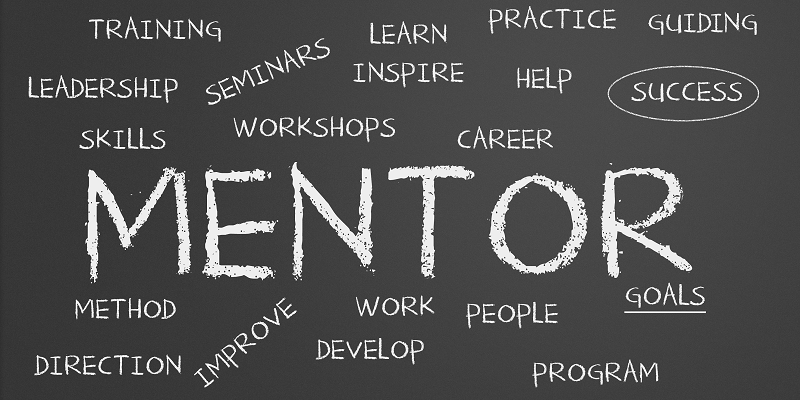 TRAINING
LEARN
PRACTICE
GUIDING
LEADERSHIP
SEMINARS
INSPIRE
HELP
SUCCESS
SKILLS
WORKSHOPS
CAREER
MENTOR
METHOD
IMPROVE
WORK
PEOPLE
GOALS
DIRECTION
DEVELOP
PROGRAM